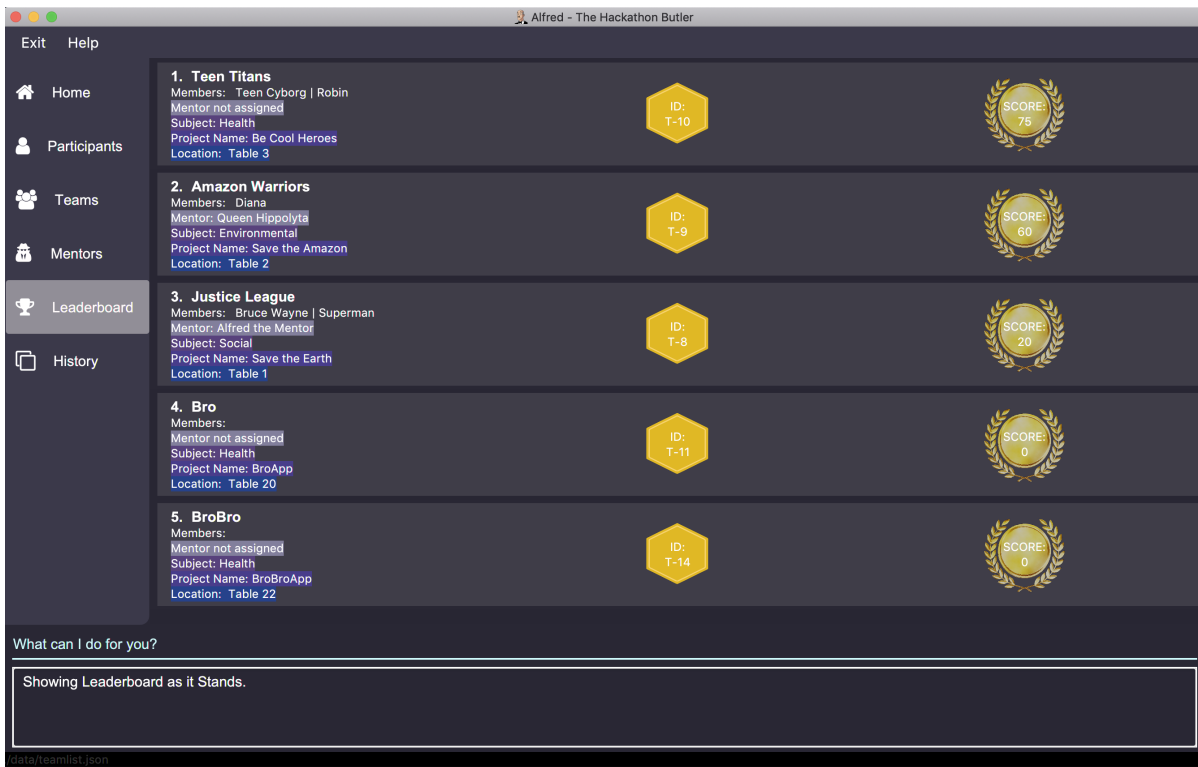 Alfred - The Hackathon Butler
Exit Help
Home
Participants
Teams
Mentors
Leaderboard
History
1. Teen Titans
Members: Teen Cyborg | Robin
Mentor not assigned
Subject: Health
Project Name: Be Cool Heroes
Location: Table 3
ID:
T-10
SCORE:
75
2. Amazon Warriors
Members: Diana
Mentor: Queen Hippolyta
Subject: Environmental
Project Name: Save the Amazon
Location: Table 2
ID:
T-9
SCORE:
60
3. Justice League
Members: Bruce Wayne | Superman
Mentor: Alfred the Mentor
Subject: Social
Project Name: Save the Earth
Location: Table 1
ID:
T-8
SCORE:
20
4. Bro
Members:
Mentor not assigned
Subject: Health
Project Name: BroApp
Location: Table 20
ID:
T-11
SCORE:
0
5. BroBro
Members:
Mentor not assigned
Subject: Health
Project Name: BroBroApp
Location: Table 22
ID:
T-14
SCORE:
0
What can I do for you?
Showing Leaderboard as it Stands.
/data/teamlist.json